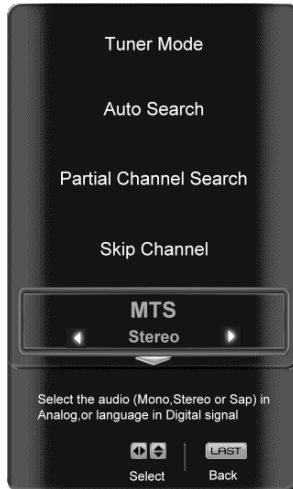 Tuner Mode
Auto Search
Partial Channel Search
Skip Channel
MTS
Stereo
Select the audio (Mono,Stereo or Sap) in
Analog,or language in Digital signal
LAST
Select Back